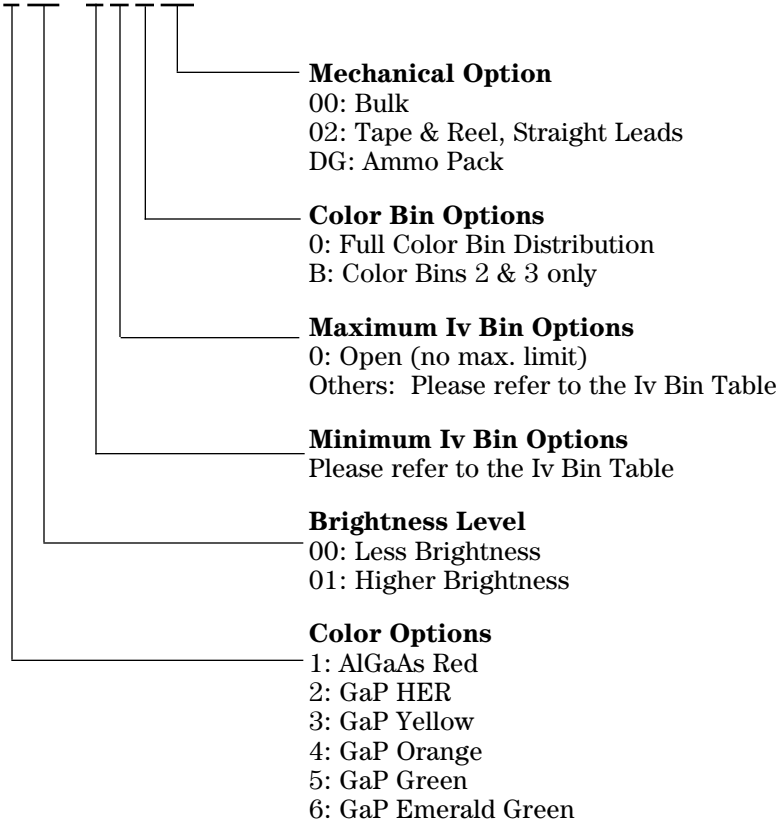 Mechanical Option
00: Bulk
02: Tape & Reel, Straight Leads
DG: Ammo Pack
Color Bin Options
0: Full Color Bin Distribution
B: Color Bins 2 & 3 only
Maximum Iv Bin Options
0: Open (no max. limit)
Others: Please refer to the Iv Bin Table
Minimum Iv Bin Options
Please refer to the Iv Bin Table
Brightness Level
00: Less Brightness
01: Higher Brightness
Color Options
1: AlGaAs Red
2: GaP HER
3: GaP Yellow
4: GaP Orange
5: GaP Green
6: GaP Emerald Green